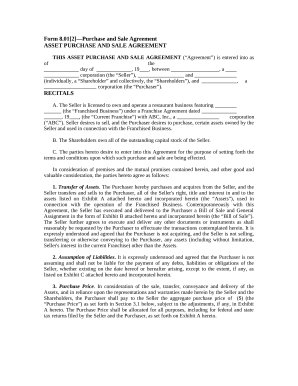 Form 8.01[2]—Purchase and Sale Agreement
ASSET PURCHASE AND SALE AGREEMENT
THIS ASSET PURCHASE AND SALE AGREEMENT ("Agreement") is entered into as
of ____________________ the
____________ day of _____________, 19___, between ____________, a ____
____________ corporation (the "Seller"), ____________ and ____________
(individually, a "Shareholder" and collectively, the "Shareholders"), and ____________, a
____________ corporation (the "Purchaser").
RECITALS
A. The Seller is licensed to own and operate a restaurant business featuring ________
____________ (the "Franchised Business") pursuant to a Franchise Agreement dated
____________, 19___, (the "Current Franchise") with ABC, Inc., a ____________ corporation
("ABC"). Seller desires to sell, and the Purchaser desires to purchase, certain assets owned by the
Seller and used in connection with the Franchised Business.
B. The Shareholders own all of the outstanding capital stock of the Seller.
C. The parties hereto desire to enter into this Agreement for the purpose of setting forth the
terms and conditions upon which such purchase and sale are being effected.
In consideration of premises and the mutual promises contained herein, and other good
and valuable consideration, the parties agree as follows:
1. Transfer of Assets. The Purchaser hereby purchases and acquires from the Seller, and the
Seller transfers and sells to the Purchaser, all of the Seller's right, title and interest in and to the
assets listed on Exhibit A attached hereto and incorporated herein (the "Assets"), used in
connection with the operation of the Franchised Business. Contemporaneously with this
Agreement, the Seller has executed and delivered to the Purchaser a Bill of Sale and General
Assignment in the form of Exhibit B attached hereto and incorporated herein (the "Bill of Sale").
The Seller further agrees to execute and deliver any other documents or instruments as shall
reasonably be requested by the Purchaser to effectuate the transactions contemplated herein. It is
expressly understood and agreed that the Purchaser is not acquiring, and the Seller is not selling,
transferring or otherwise conveying to the Purchaser, any assets (including without limitation,
Seller's interest in the current Franchise) other than the Assets.
2. Assumption of Liabilities. It is expressly understood and agreed that the Purchaser is not
assuming and shall not be liable for the payment of any debts, liabilities or obligations of the
Seller, whether existing on the date hereof or hereafter arising, except to the extent, if any, as
listed on Exhibit C attached hereto and incorporated herein.
3. Purchase Price. In consideration of the sale, transfer, conveyance and delivery of the
Assets, and in reliance upon the representations and warranties made herein by the Seller and the
Shareholders, the Purchaser shall pay to the Seller the aggregate purchase price of ($) (the
"Purchase Price") as set forth in Section 3.1 below, subject to the adjustments, if any, in Exhibit
A hereto. The Purchase Price shall be allocated for all purposes, including for federal and state
tax returns filed by the Seller and the Purchaser, as set forth on Exhibit A.